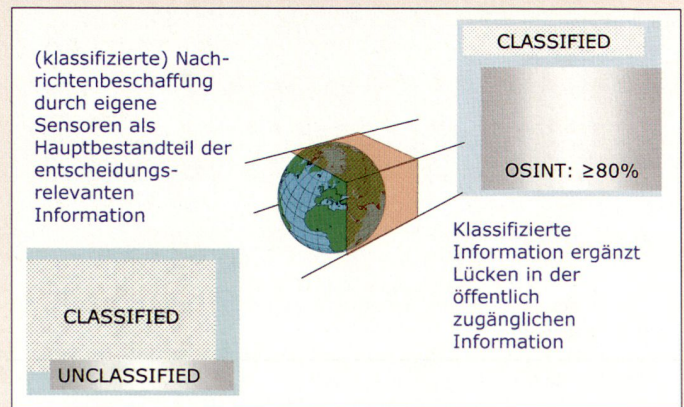 (klassifizierte) Nach-
richtenbeschaffung
durch eigene
Sensoren als
Hauptbestandteil der
entscheidungs-
relevanten
Information
CLASSIFIED
UNCLASSIFIED
CLASSIFIED
OSINT: ≥80%
Klassifizierte
Information ergänzt
Lücken in der
öffentlich
zugänglichen
Information